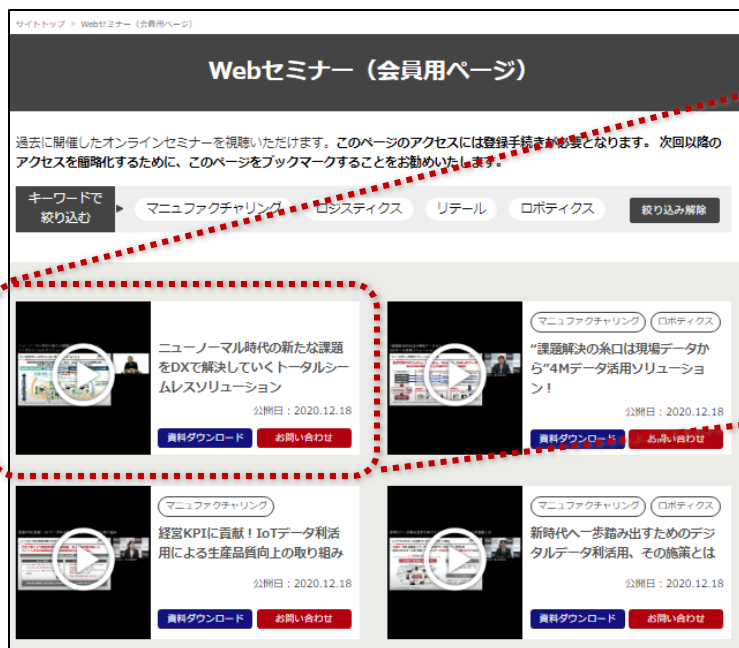 サイトトップ > Webセミナー（会員用ページ）
Webセミナー（会員用ページ）
過去に開催したオンラインセミナーを視聴いただけます。このページのアクセスには登録手続きが必要となります。 次回以降の
アクセスを簡略化するために、このページをブックマークすることをお勧めいたします。
キーワードで
絞り込む
マニュファクチャリング ロジスティクス リテール ロボティクス 絞り込み解除
ニューノーマル時代の新たな課題
をDXで解決していくトータルシー
ムレスソリューション
公開日：2020.12.18
資料ダウンロード お問い合わせ
マニュファクチャリング ロボティクス
“課題解決の糸口は現場データか
ら”4Mデータ活用ソリューショ
ン！
公開日：2020.12.18
資料ダウンロード お問い合わせ
マニュファクチャリング
経営KPIに貢献！IoTデータ利活
用による生産品質向上の取り組み
公開日：2020.12.18
資料ダウンロード お問い合わせ
マニュファクチャリング ロボティクス
新時代へ一歩踏み出すためのデジ
タルデータ利活用、その施策とは
公開日：2020.12.18
資料ダウンロード お問い合わせ